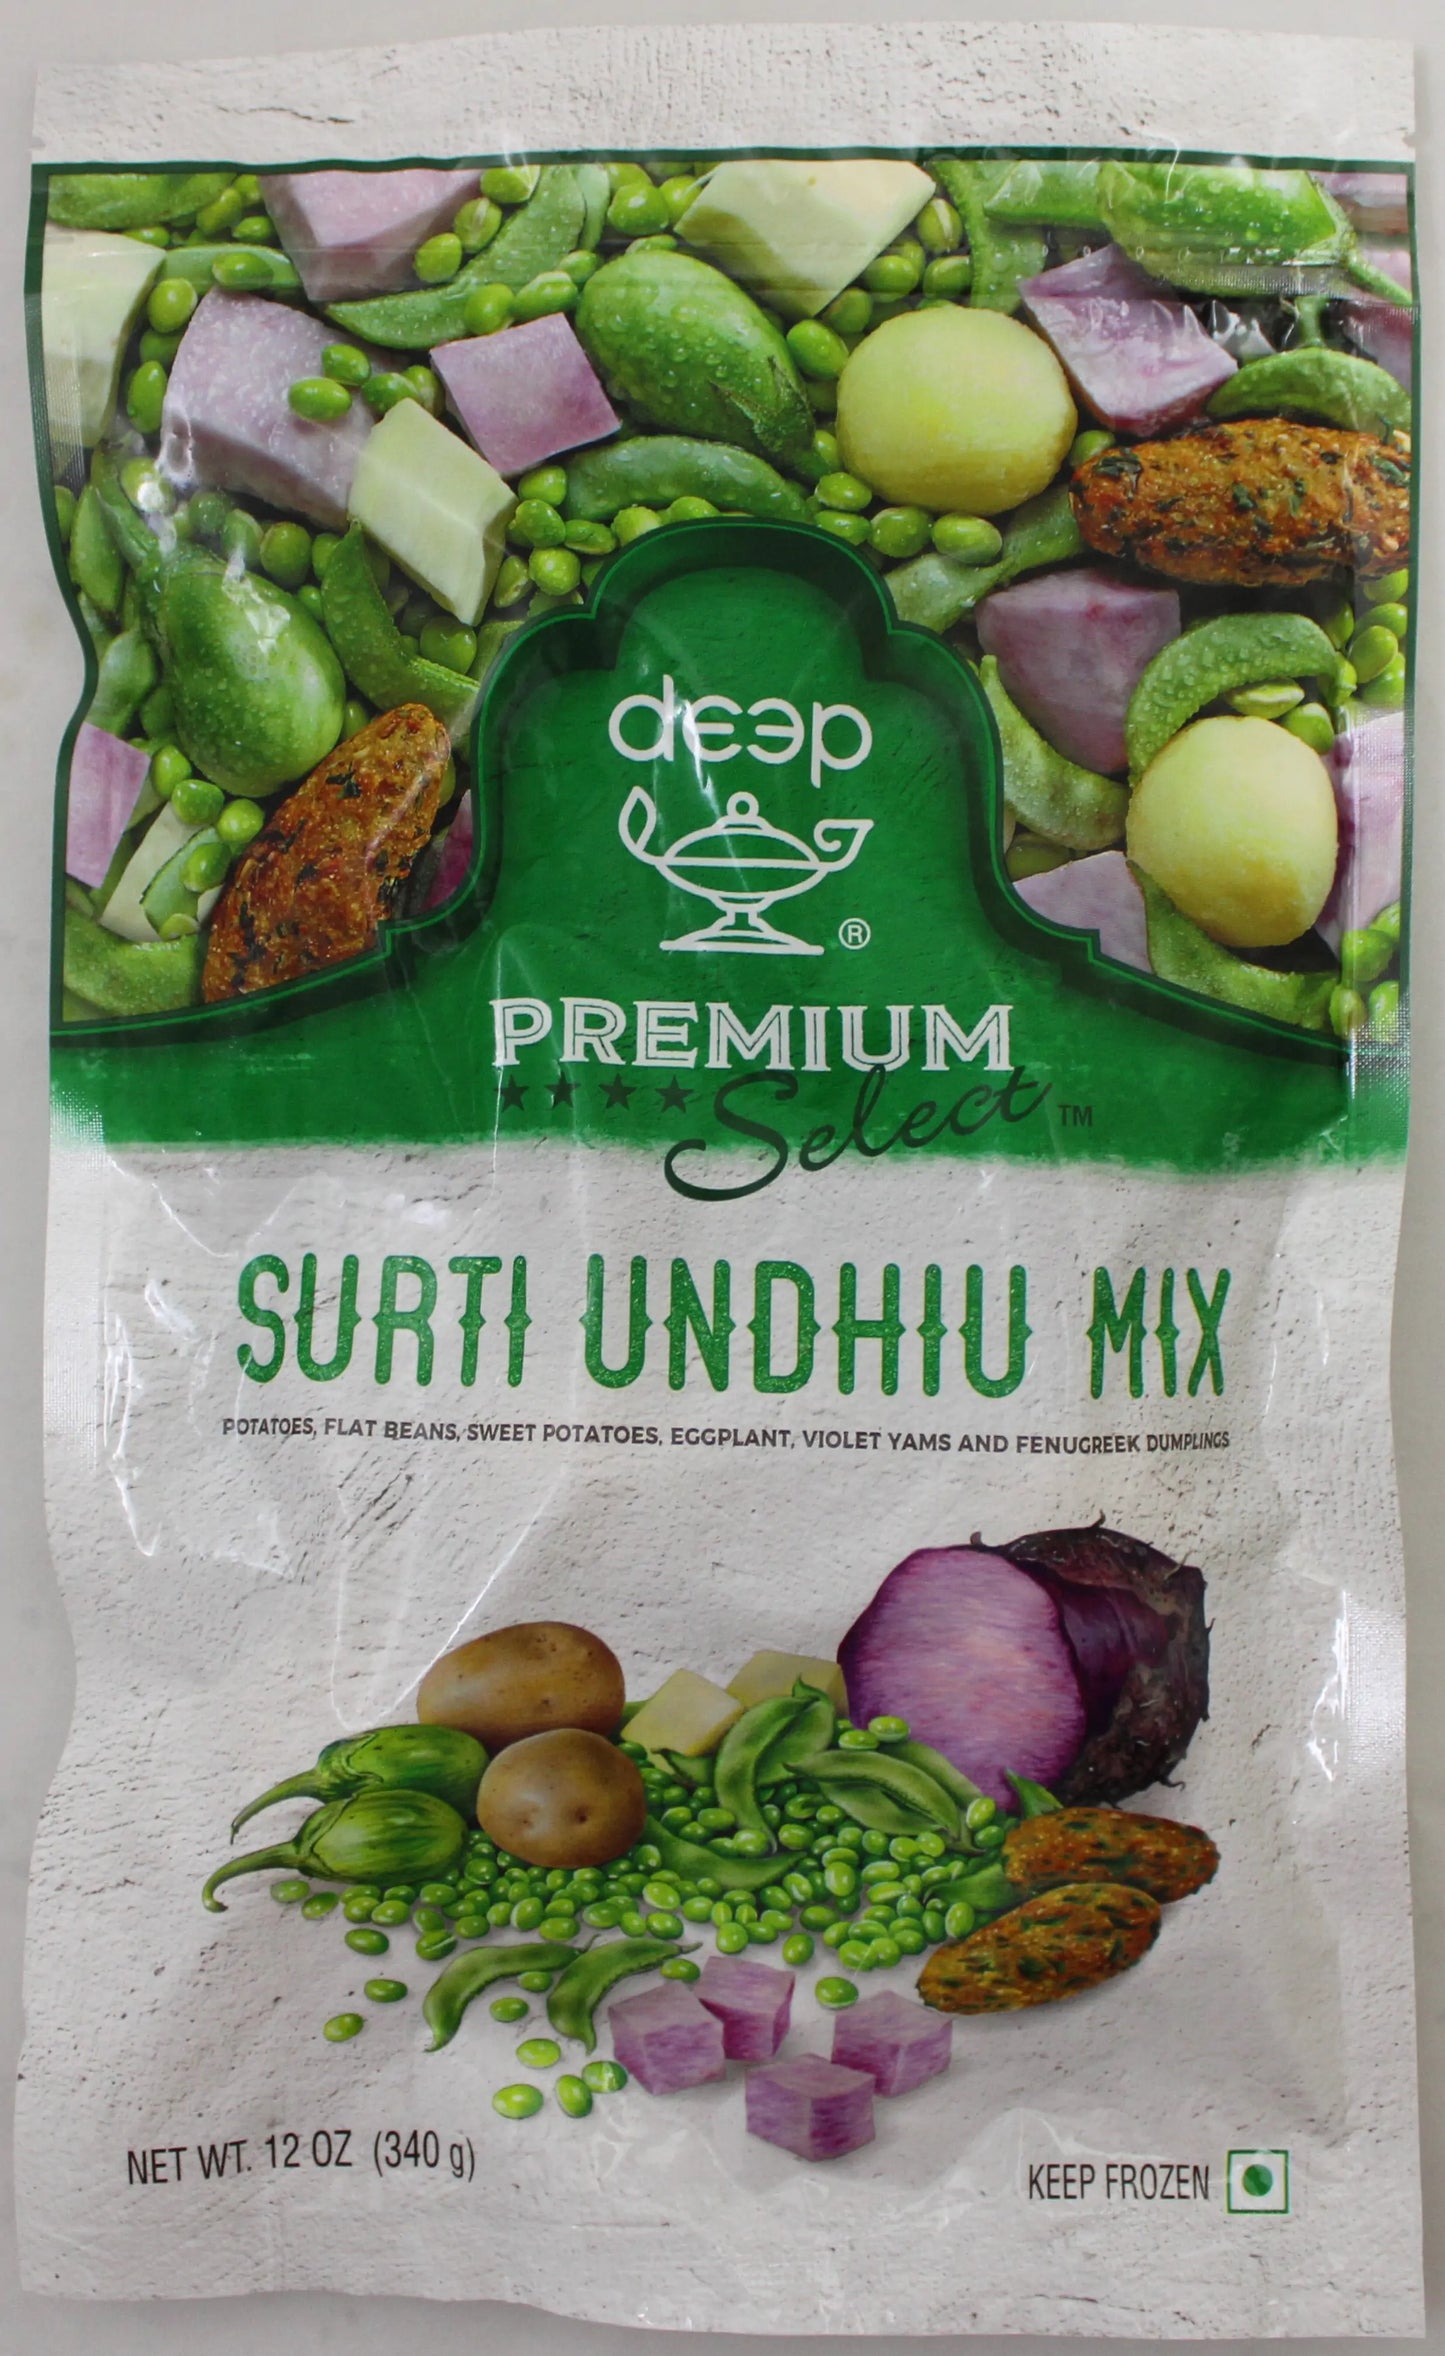 deep
®
PREMIUM
Select™
SURTI UNDHIU MIX
POTATOES, FLAT BEANS, SWEET POTATOES, EGGPLANT, VIOLET YAMS AND FENUGREEK DUMPLINGS
NET WT. 12 OZ (340 g)
KEEP FROZEN